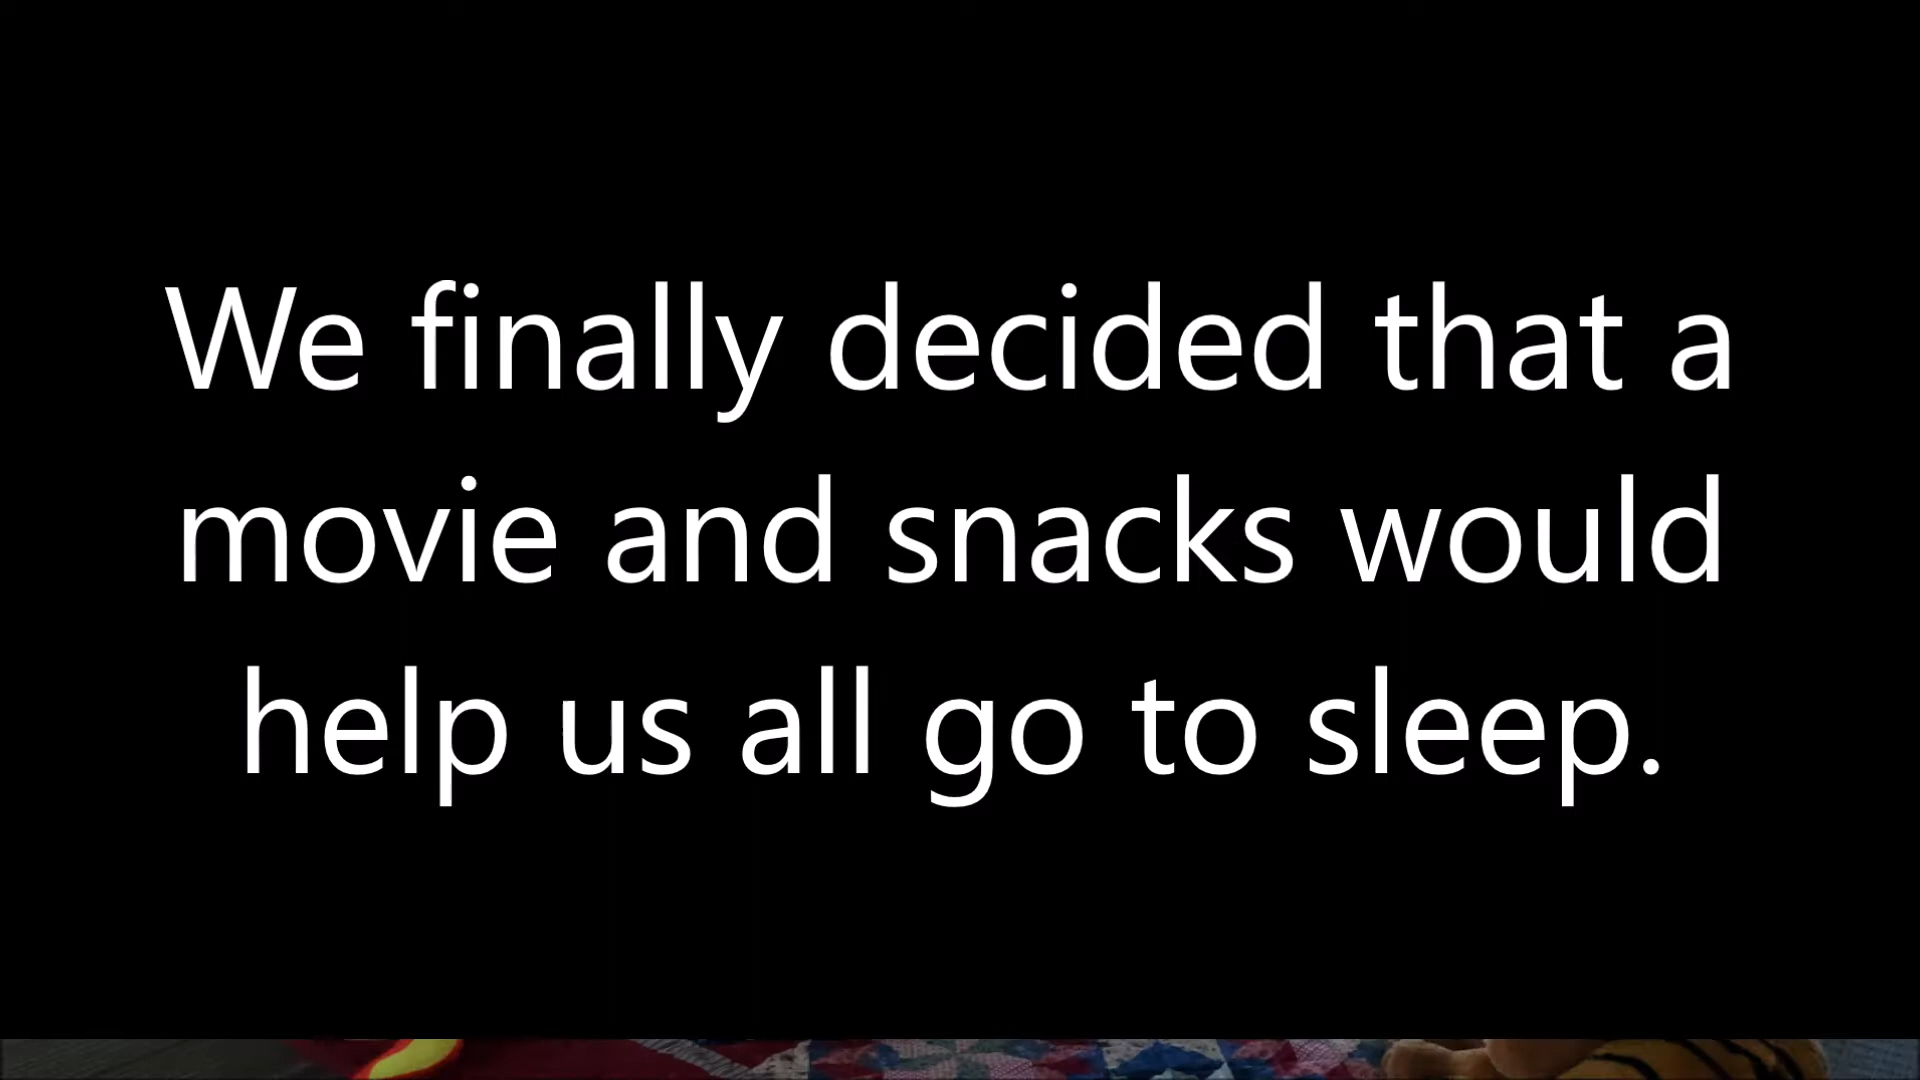 We finally decided that a
movie and snacks would
help us all go to sleep.